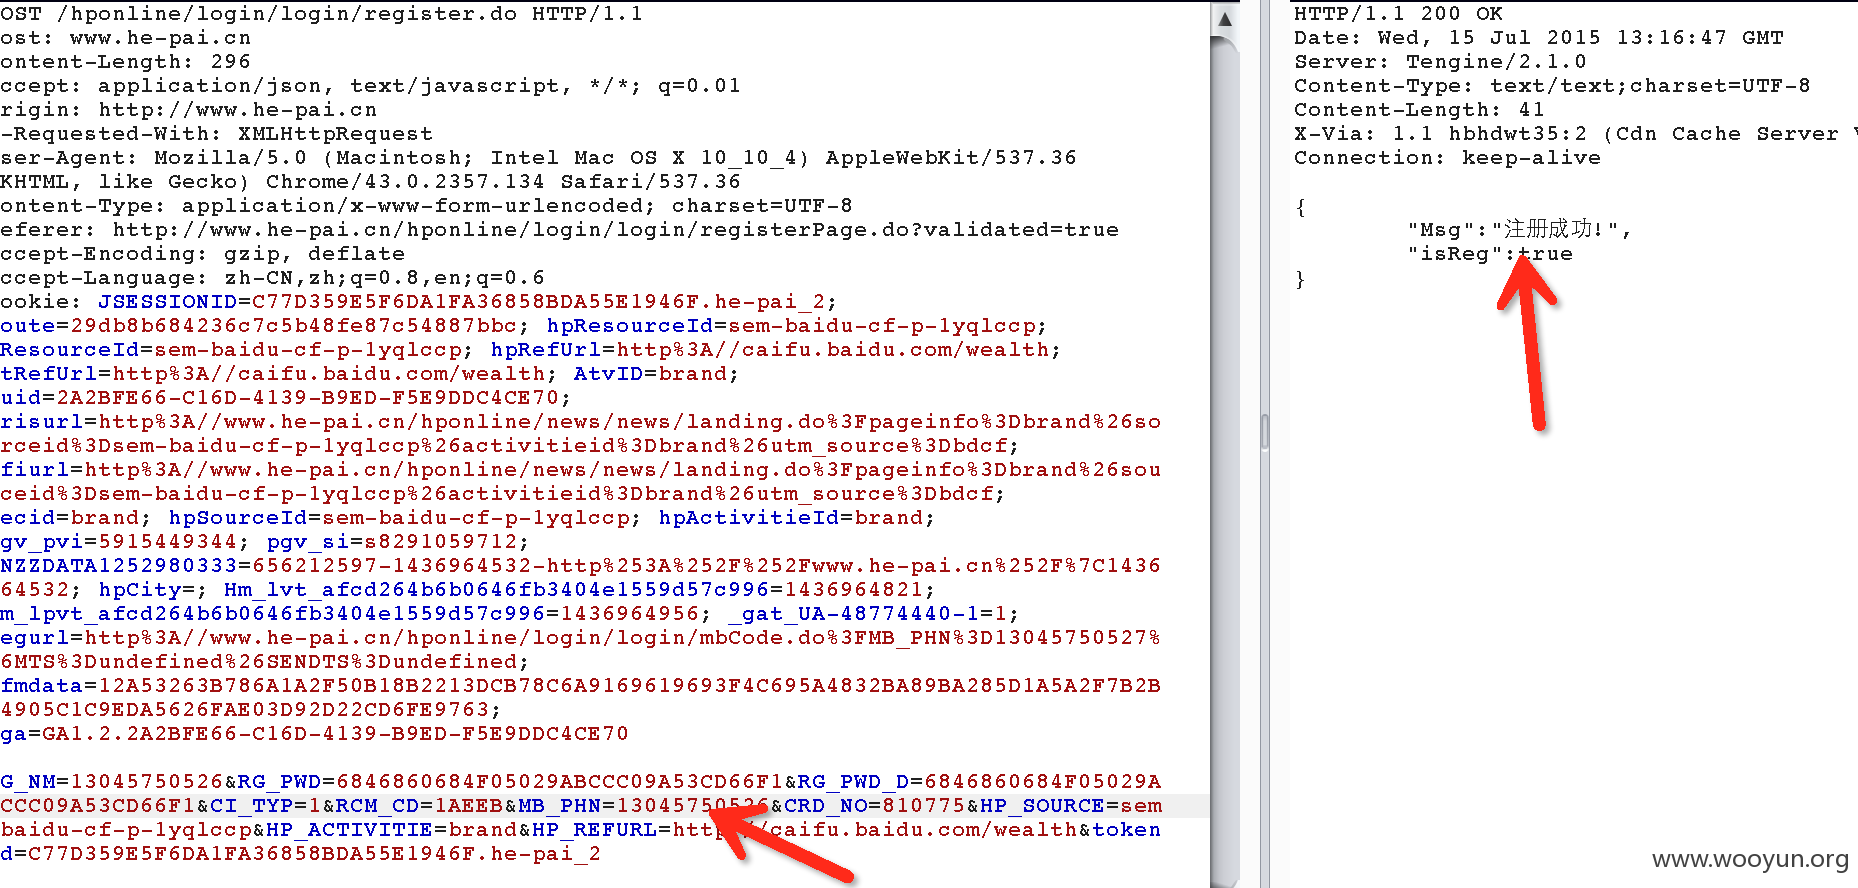 OST /hponline/login/login/register.do HTTP/1.1
ost: www.he-pai.cn
ontent-Length: 296
ccept: application/json, text/javascript, */*; q=0.01
rigin: http://www.he-pai.cn
-Requested-With: XMLHttpRequest
ser-Agent: Mozilla/5.0 (Macintosh; Intel Mac OS X 10_10_4) AppleWebKit/537.36
KHTML, like Gecko) Chrome/43.0.2357.134 Safari/537.36
ontent-Type: application/x-www-form-urlencoded; charset=UTF-8
eferer: http://www.he-pai.cn/hponline/login/login/registerPage.do?validated=true
ccept-Encoding: gzip, deflate
ccept-Language: zh-CN,zh;q=0.8,en;q=0.6
ookie: JSESSIONID=C77D359E5F6DA1FA36858BDA55E1946F.he-pai_2;
oute=29db8b684236c7c5b48fe87c54887bbc; hpResourceId=sem-baidu-cf-p-1yqlccp;
ResourceId=sem-baidu-cf-p-1yqlccp; hpRefUrl=http%3A//caifu.baidu.com/wealth;
tRefUrl=http%3A//caifu.baidu.com/wealth; AtvID=brand;
uid=2A2BFE66-C16D-4139-B9ED-F5E9DDC4CE70;
risurl=http%3A//www.he-pai.cn/hponline/news/news/landing.do%3Fpageinfo%3Dbrand%26so
rceid%3Dsem-baidu-cf-p-1yqlccp%26activitieid%3Dbrand%26utm_source%3Dbdcf;
fiurl=http%3A//www.he-pai.cn/hponline/news/news/landing.do%3Fpageinfo%3Dbrand%26sou
ceid%3Dsem-baidu-cf-p-1yqlccp%26activitieid%3Dbrand%26utm_source%3Dbdcf;
ecid=brand; hpSourceId=sem-baidu-cf-p-1yqlccp; hpActivitieId=brand;
gv_pvi=5915449344; pgv_si=s8291059712;
NZZDATA1252980333=656212597-1436964532-http%253A%252F%252Fwww.he-pai.cn%252F%7C1436
64532; hpCity=; Hm_lvt_afcd264b6b0646fb3404e1559d57c996=1436964821;
m_lpvt_afcd264b6b0646fb3404e1559d57c996=1436964956; _gat_UA-48774440-1=1;
egurl=http%3A//www.he-pai.cn/hponline/login/login/mbCode.do%3FMB_PHN%3D13045750527%
6MTS%3Dundefined%26SENDTS%3Dundefined;
fmdata=12A53263B786A1A2F50B18B2213DCB78C6A9169619693F4C695A4832BA89BA285D1A5A2F7B2B
4905C1C9EDA5626FAE03D92D22CD6FE9763;
ga=GA1.2.2A2BFE66-C16D-4139-B9ED-F5E9DDC4CE70
G_NM=13045750526&RG_PWD=6846860684F05029ABCCC09A53CD66F1&RG_PWD_D=6846860684F05029A
CCC09A53CD66F1&CI_TYP=1&RCM_CD=1AEEB&MB_PHN=13045750526&CRD_NO=810775&HP_SOURCE=sem
baidu-cf-p-1yqlccp&HP_ACTIVITIE=brand&HP_REFURL=http://caifu.baidu.com/wealth&token
d=C77D359E5F6DA1FA36858BDA55E1946F.he-pai_2
HTTP/1.1 200 OK
Date: Wed, 15 Jul 2015 13:16:47 GMT
Server: Tengine/2.1.0
Content-Type: text/text;charset=UTF-8
Content-Length: 41
X-Via: 1.1 hbhdwt35:2 (Cdn Cache Server V
Connection: keep-alive
{
"Msg":"注册成功!",
"isReg":true
}
www.wooyun.org